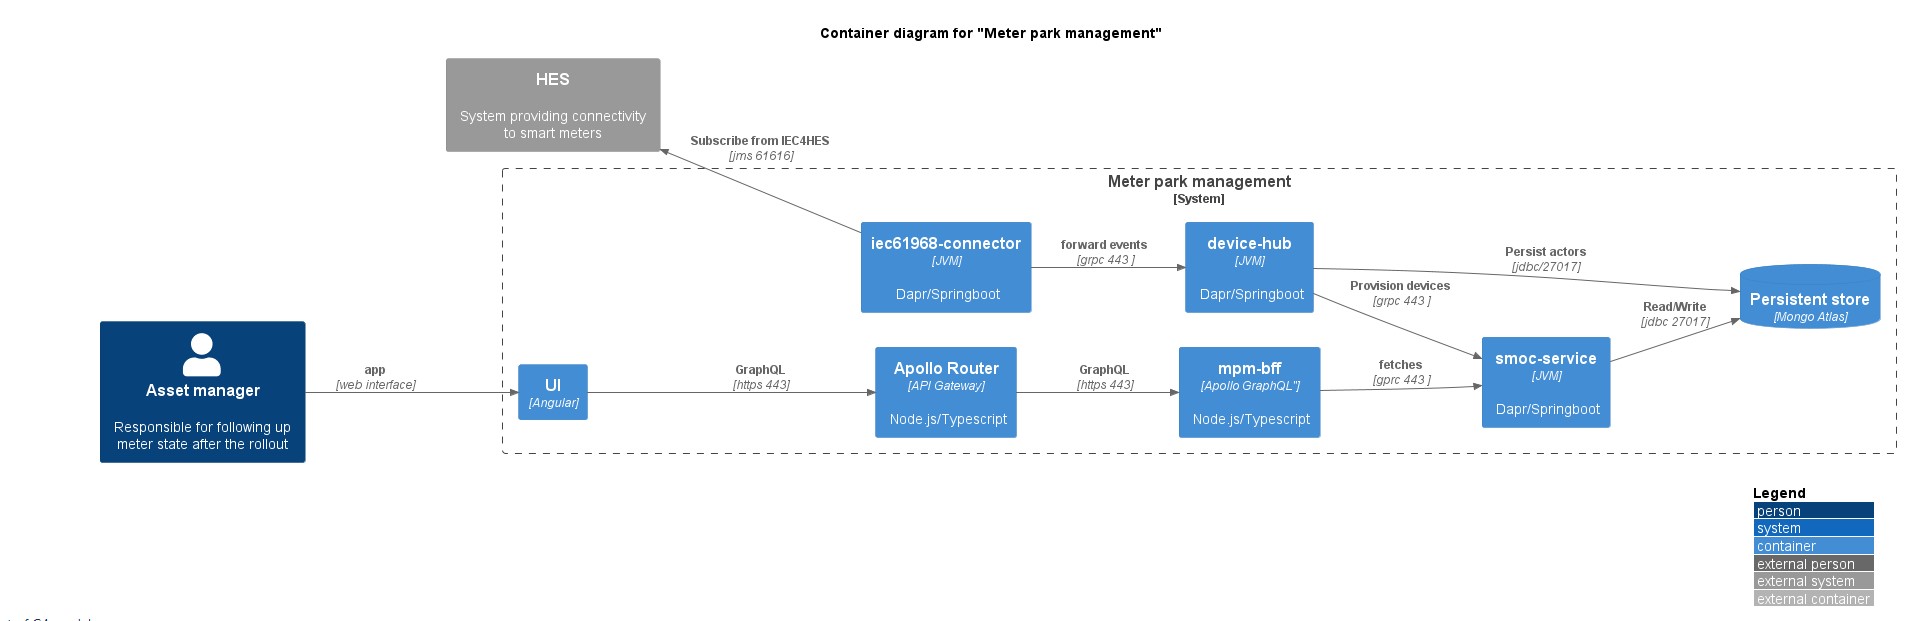 Container diagram for "Meter park management"
HES
System providing connectivity
to smart meters
Subscribe from IEC4HES
[jms 61616]
Meter park management
[System]
iec61968-connector
[JVM]
Dapr/Springboot
forward events
[grpc 443 ]
device-hub
[JVM]
Dapr/Springboot
Persist actors
[jdbc/27017]
Provision devices
[grpc 443 ]
Persistent store
[Mongo Atlas]
Read/Write
[jdbc 27017]
Asset manager
Responsible for following up
meter state after the rollout
app
[web interface]
UI
[Angular]
GraphQL
[https 443]
Apollo Router
[API Gateway]
Node.js/Typescript
GraphQL
[https 443]
mpm-bff
[Apollo GraphQL"]
Node.js/Typescript
fetches
[gprc 443 ]
smoc-service
[JVM]
Dapr/Springboot
Legend
person
system
container
external person
external system
external container